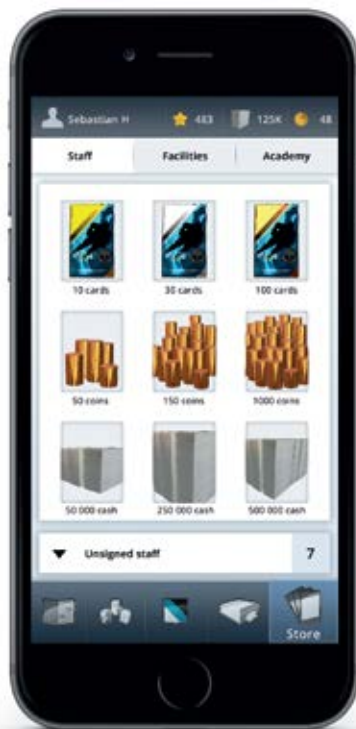 Sebastian H 483 125K 48
Staff Facilities Academy
10 cards 30 cards 100 cards
50 coins 150 coins 1000 coins
50 000 cash 250 000 cash 500 000 cash
Unsigned staff 7
Store